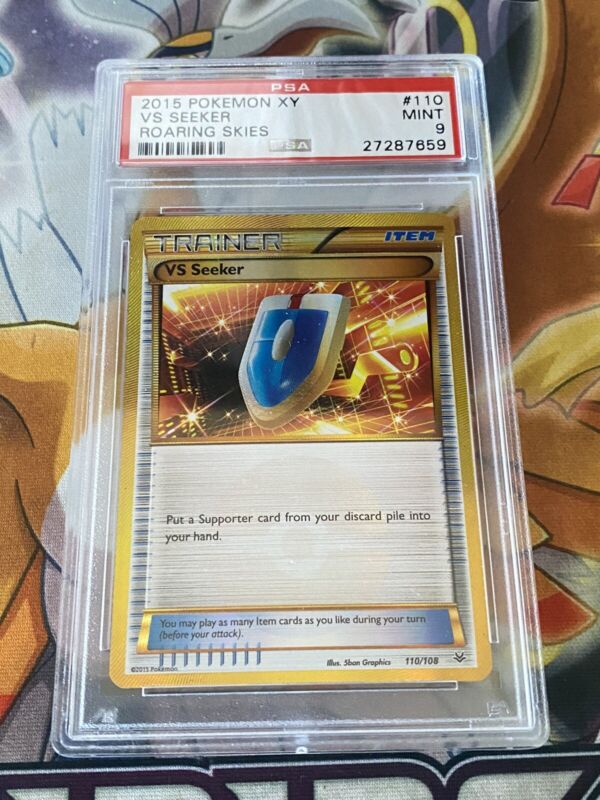 PSA
2015 POKEMON XY #110
VS SEEKER MINT
ROARING SKIES 9
PSA 27287659
TRAINER ITEM
VS Seeker
Put a Supporter card from your discard pile into
your hand.
You may play as many Item cards as you like during your turn
(before your attack).
©2015 Pokémon
Illus. 5ban Graphics 110/108